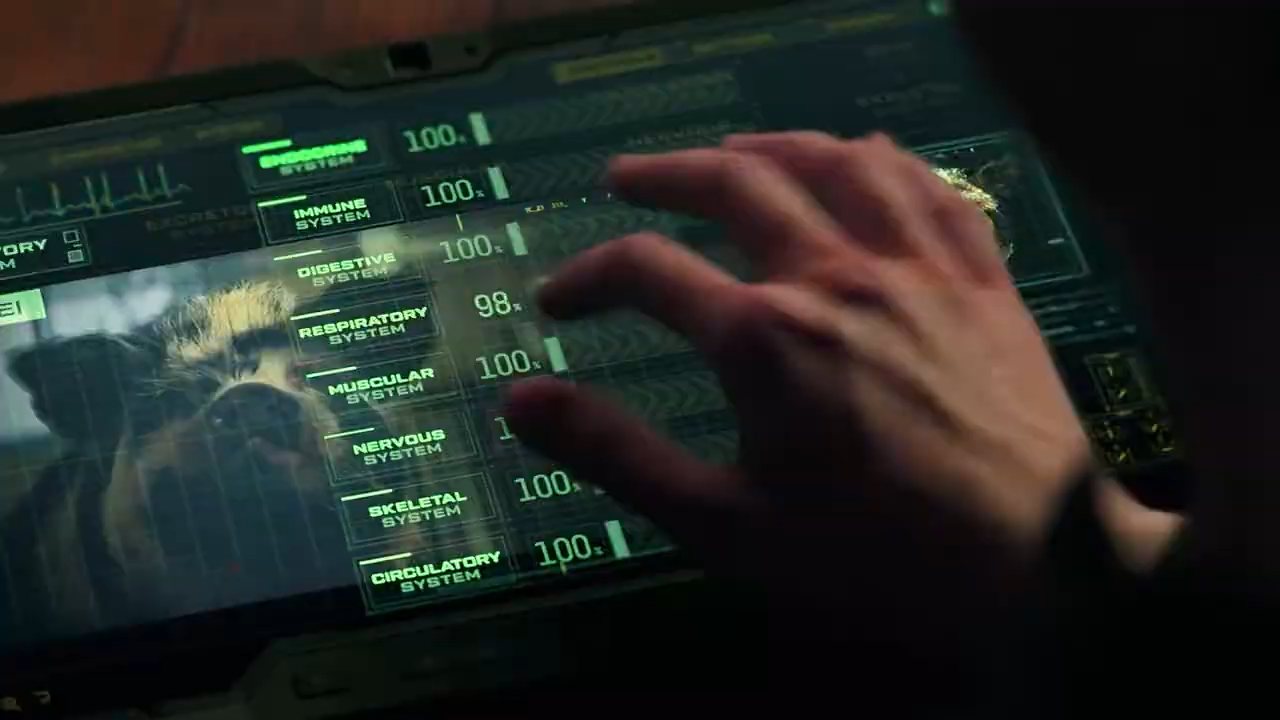 ENDOCRINE
SYSTEM
100%
IMMUNE
SYSTEM
100%
DIGESTIVE
SYSTEM
100%
RESPIRATORY
SYSTEM
98%
MUSCULAR
SYSTEM
100%
NERVOUS
SYSTEM
SKELETAL
SYSTEM
100%
CIRCULATORY
SYSTEM
100%